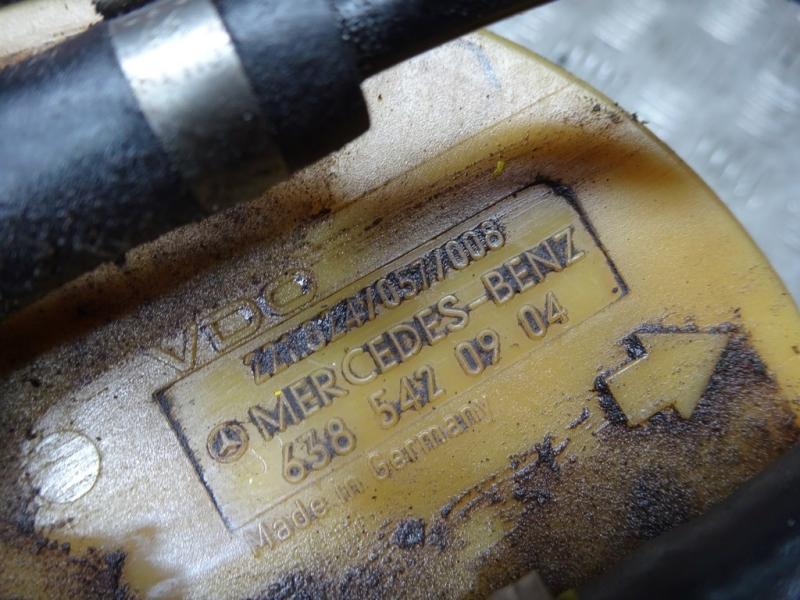 VDO
MERCEDES-BENZ
638 542 09 04
Made in Germany